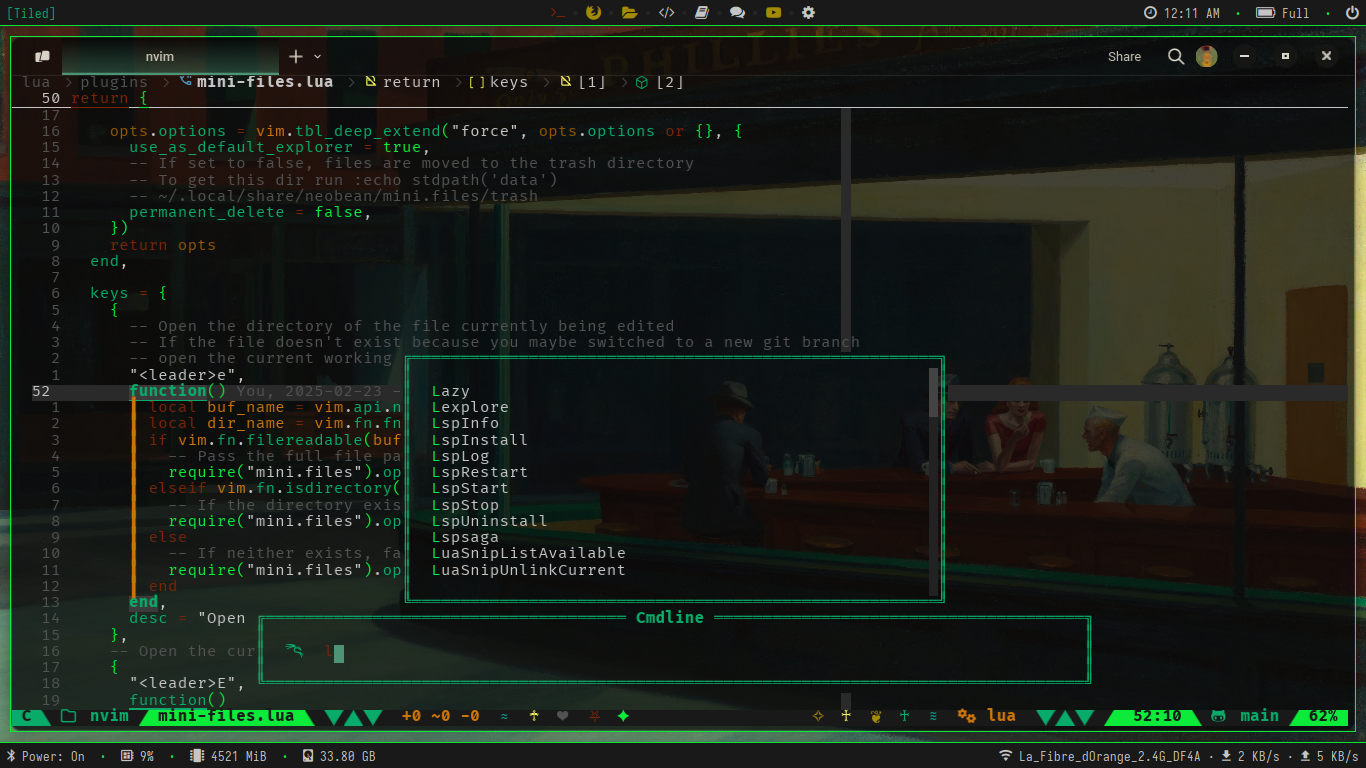 [Tiled]
12:11 AM · Full ·
nvim
Share
lua > plugins > mini-files.lua > return > [] keys > [1] > [2]
50 return {
17
16 opts.options = vim.tbl_deep_extend("force", opts.options or {}, {
15 use_as_default_explorer = true,
14 -- If set to false, files are moved to the trash directory
13 -- To get this dir run :echo stdpath('data')
12 -- ~/.local/share/neobean/mini.files/trash
11 permanent_delete = false,
10 })
9 return opts
8 end,
7
6 keys = {
5 {
4 -- Open the directory of the file currently being edited
3 -- If the file doesn't exist because you maybe switched to a new git branch
2 -- open the current working
1 "<leader>e",
52 function() You, 2025-02-23 -
1 local buf_name = vim.api.n
2 local dir_name = vim.fn.fn
3 if vim.fn.filereadable(buf
4 -- Pass the full file pa
5 require("mini.files").op
6 elseif vim.fn.isdirectory(
7 -- If the directory exis
8 require("mini.files").op
9 else
10 -- If neither exists, fa
11 require("mini.files").op
12 end
13 end,
14 desc = "Open
15 },
16 -- Open the cur
17 {
18 "<leader>E",
19 function()
Lazy
Lexplore
LspInfo
LspInstall
LspLog
LspRestart
LspStart
LspStop
LspUninstall
Lspsaga
LuaSnipListAvailable
LuaSnipUnlinkCurrent
Cmdline
l
C nvim mini-files.lua +0 ~0 -0 lua 52:10 main 62%
Power: On · 9% · 4521 MiB · 33.80 GB
La_Fibre_dOrange_2.4G_DF4A · 2 KB/s · 5 KB/s